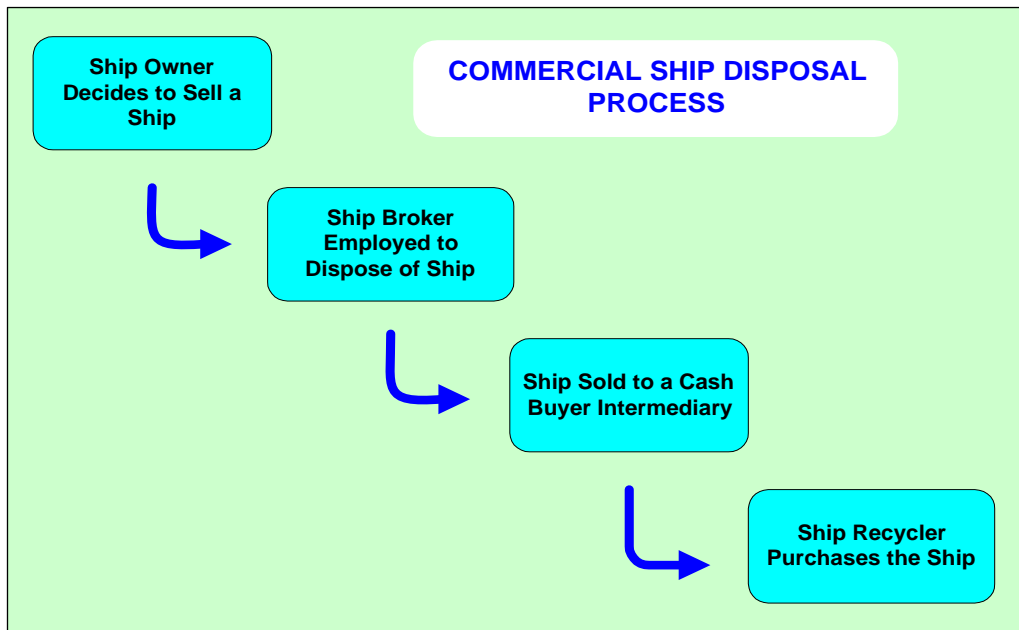 Ship Owner
Decides to Sell a
Ship
COMMERCIAL SHIP DISPOSAL
PROCESS
Ship Broker
Employed to
Dispose of Ship
Ship Sold to a Cash
Buyer Intermediary
Ship Recycler
Purchases the Ship